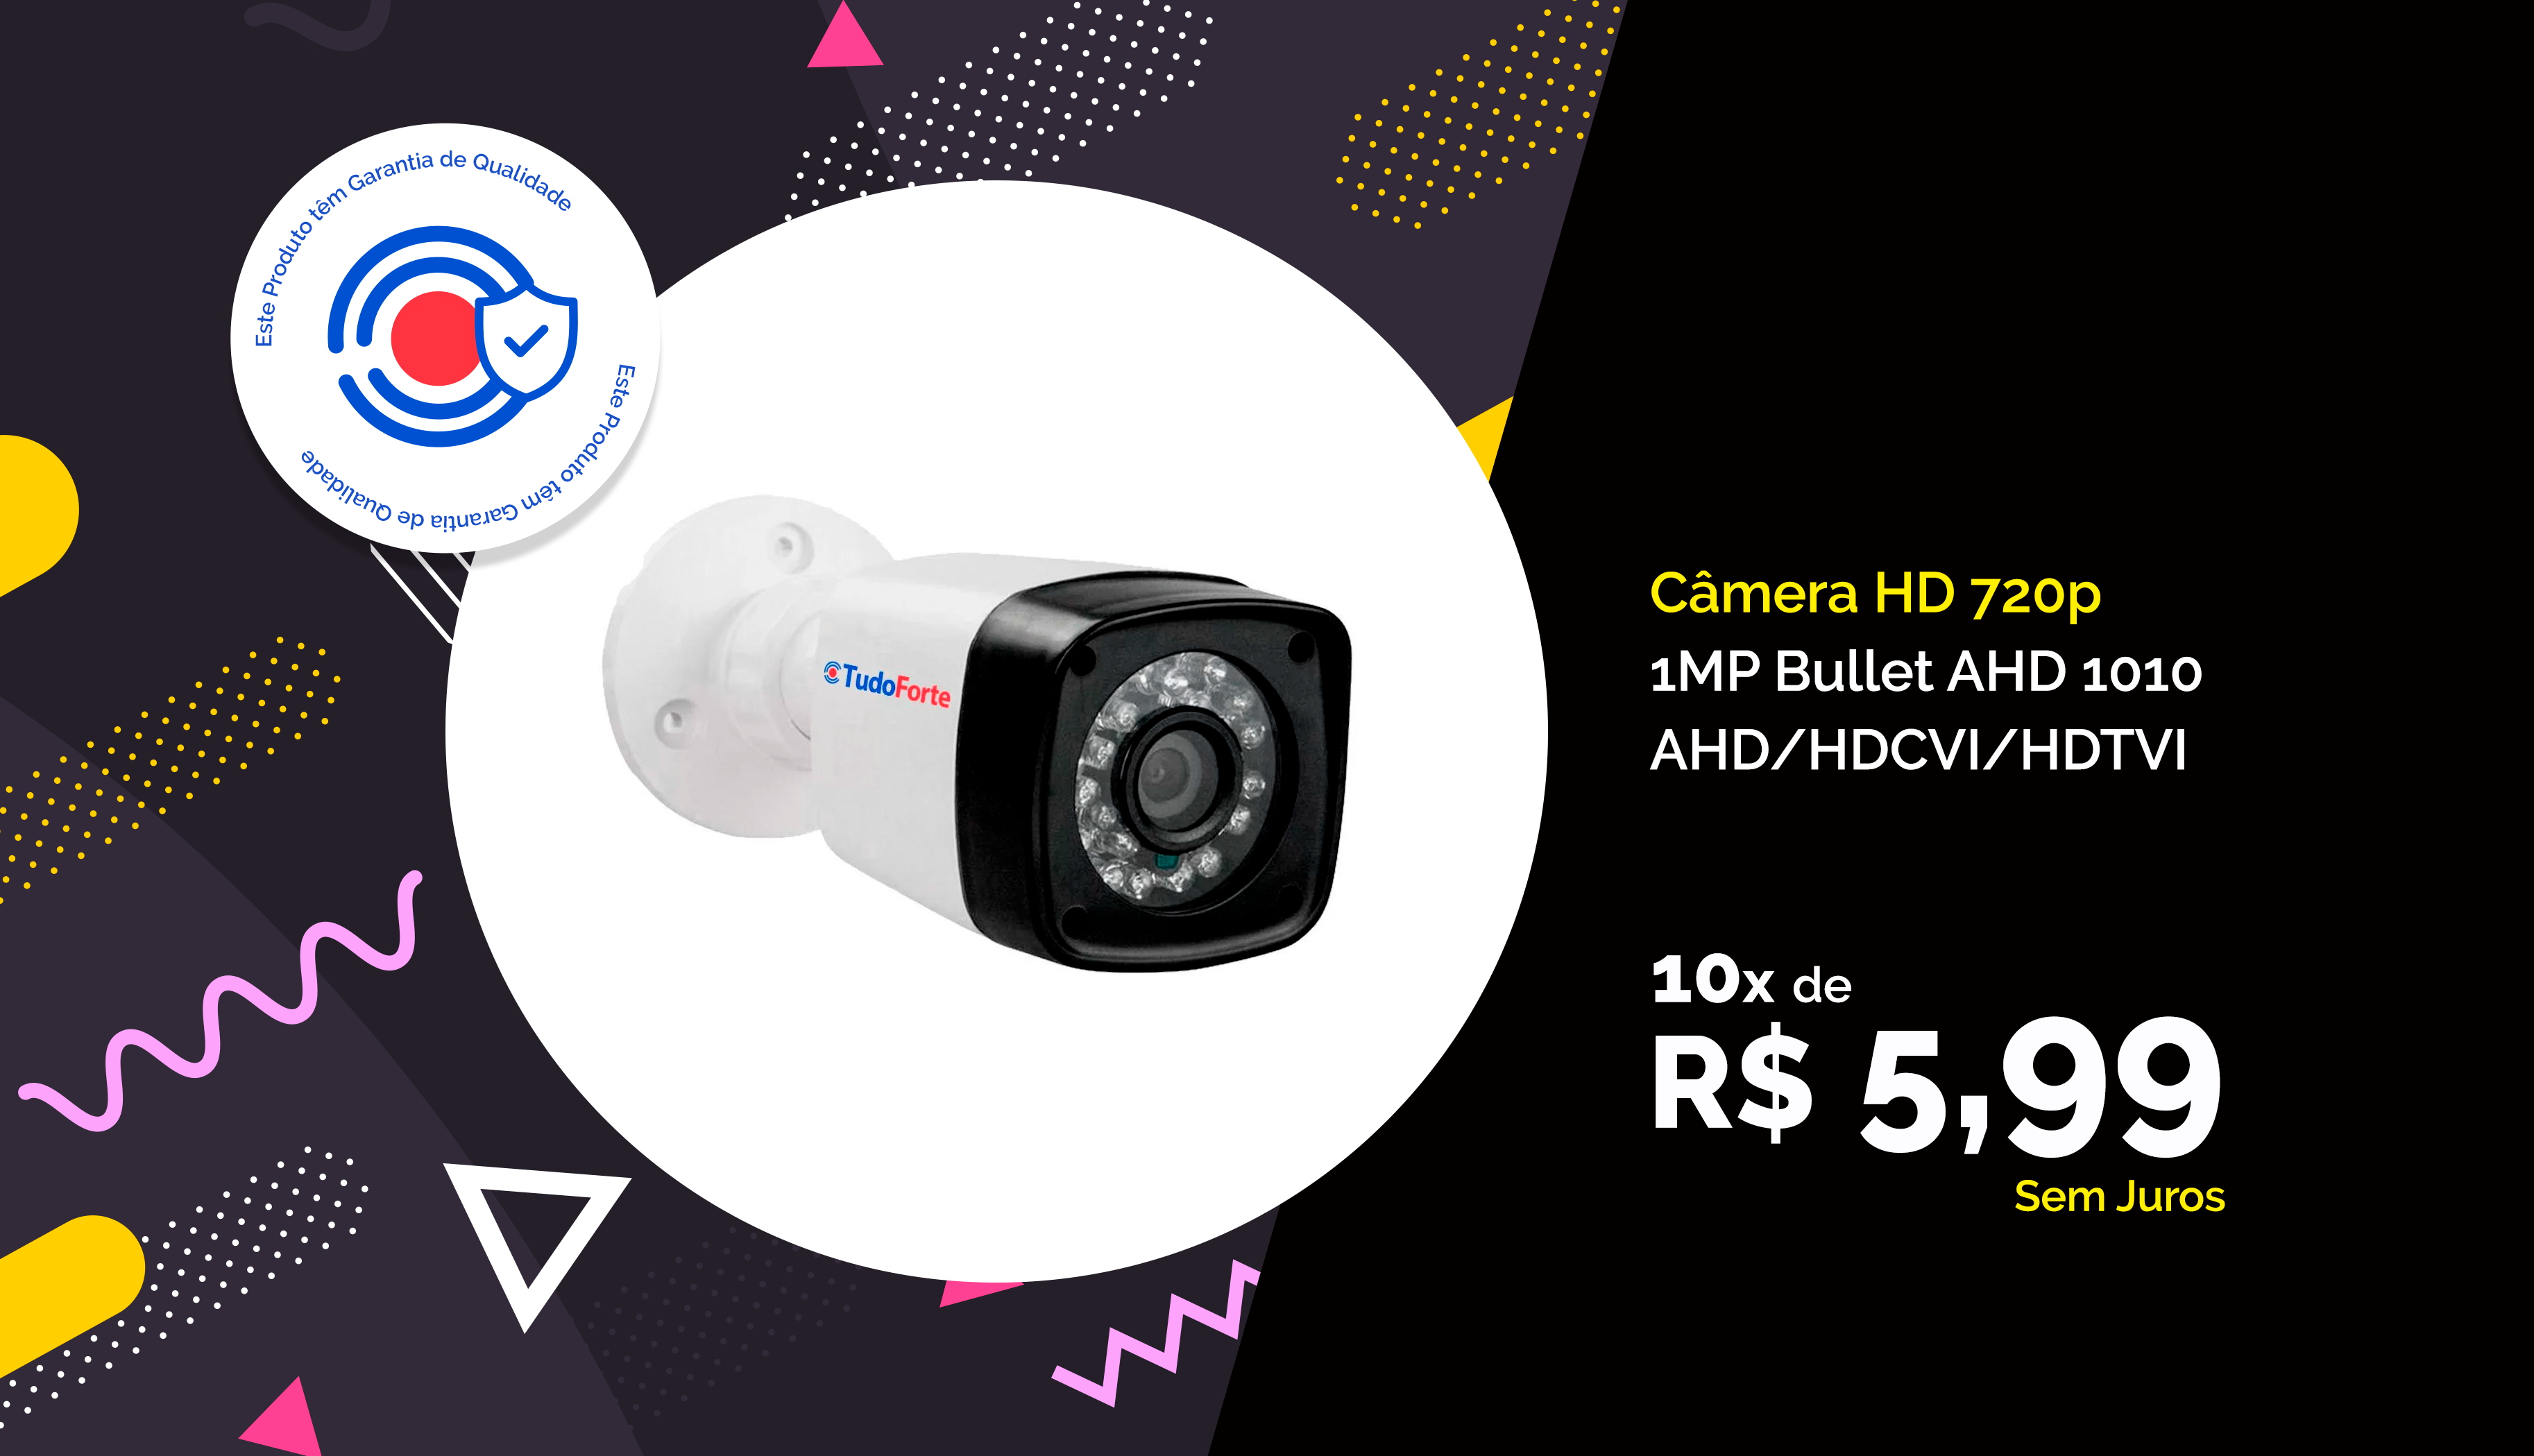 Este Produto têm Garantia de Qualidade
Este Produto têm Garantia de Qualidade
TudoForte
Câmera HD 720p
1MP Bullet AHD 1010
AHD/HDCVI/HDTVI
10x de
R$ 5,99
Sem Juros